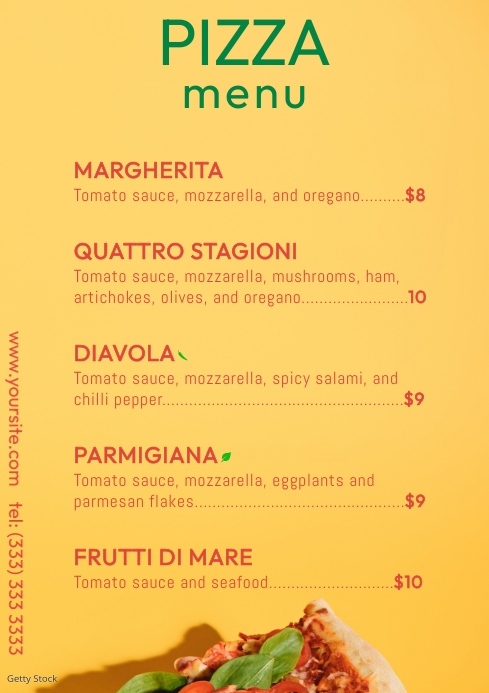 PIZZA
menu
MARGHERITA
Tomato sauce, mozzarella, and oregano..........$8
QUATTRO STAGIONI
Tomato sauce, mozzarella, mushrooms, ham,
artichokes, olives, and oregano........................10
DIAVOLA
Tomato sauce, mozzarella, spicy salami, and
chilli pepper......................................................$9
PARMIGIANA
Tomato sauce, mozzarella, eggplants and
parmesan flakes...............................................$9
FRUTTI DI MARE
Tomato sauce and seafood............................$10
www.yoursite.com tel: (333) 333 3333
Getty Stock